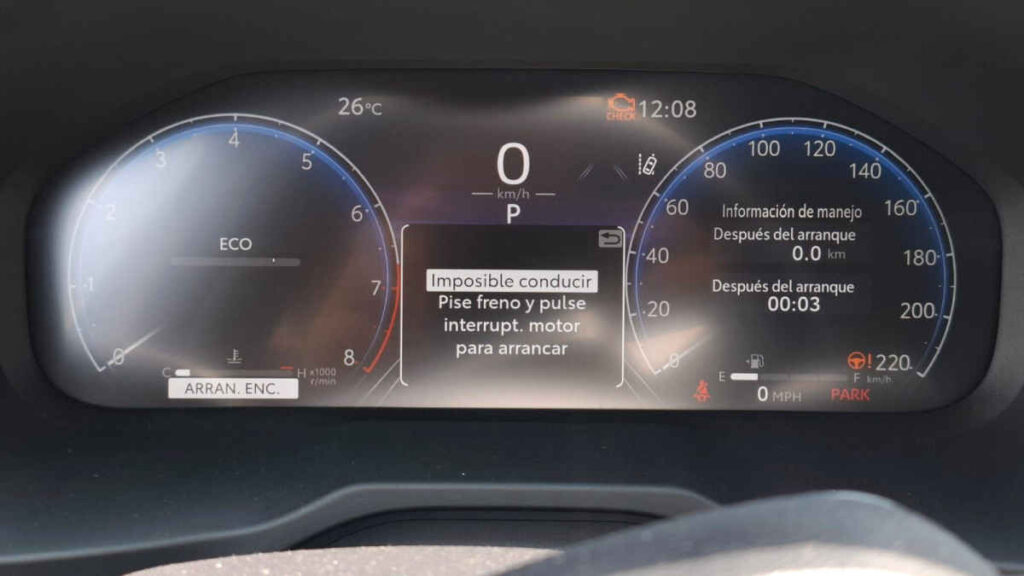 26°C
CHECK 12:08
0
km/h
P
1
2
3
4
5
6
7
8
0
x1000
r/min
ECO
C
H
ARRAN. ENC.
Imposible conducir
Pise freno y pulse
interrupt. motor
para arrancar
0
20
40
60
80
100
120
140
160
180
200
220
km/h
Información de manejo
Después del arranque
0.0 km
Después del arranque
00:03
E
F
!
0 MPH
PARK